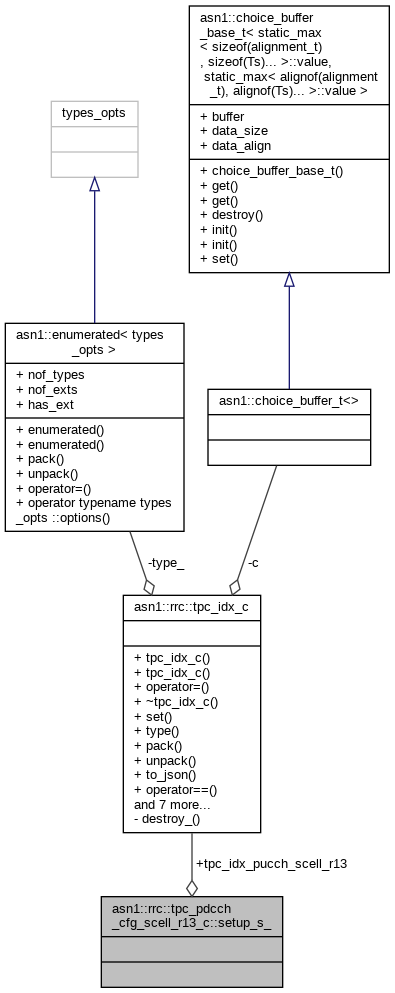 asn1::choice_buffer
_base_t< static_max
< sizeof(alignment_t)
, sizeof(Ts)... >::value,
static_max< alignof(alignment
_t), alignof(Ts)... >::value >
+ buffer
+ data_size
+ data_align
+ choice_buffer_base_t()
+ get()
+ get()
+ destroy()
+ init()
+ init()
+ set()
types_opts
asn1::enumerated< types
_opts >
+ nof_types
+ nof_exts
+ has_ext
+ enumerated()
+ enumerated()
+ pack()
+ unpack()
+ operator=()
+ operator typename types
_opts ::options()
asn1::choice_buffer_t<>
-type_
-c
asn1::rrc::tpc_idx_c
+ tpc_idx_c()
+ tpc_idx_c()
+ operator=()
+ ~tpc_idx_c()
+ set()
+ type()
+ pack()
+ unpack()
+ to_json()
+ operator==()
and 7 more...
- destroy_()
+tpc_idx_pucch_scell_r13
asn1::rrc::tpc_pdcch
_cfg_scell_r13_c::setup_s_